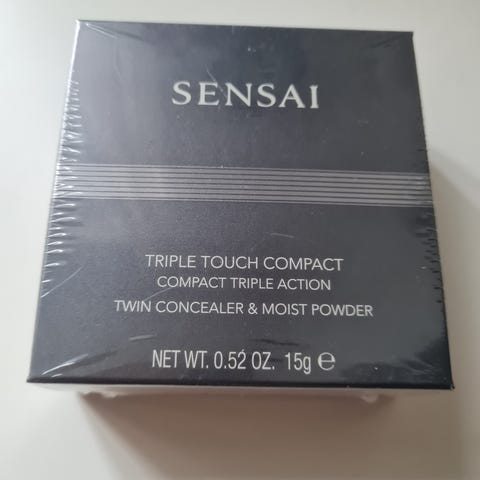 SENSAI
TRIPLE TOUCH COMPACT
COMPACT TRIPLE ACTION
TWIN CONCEALER & MOIST POWDER
NET WT. 0.52 OZ. 15g ℮